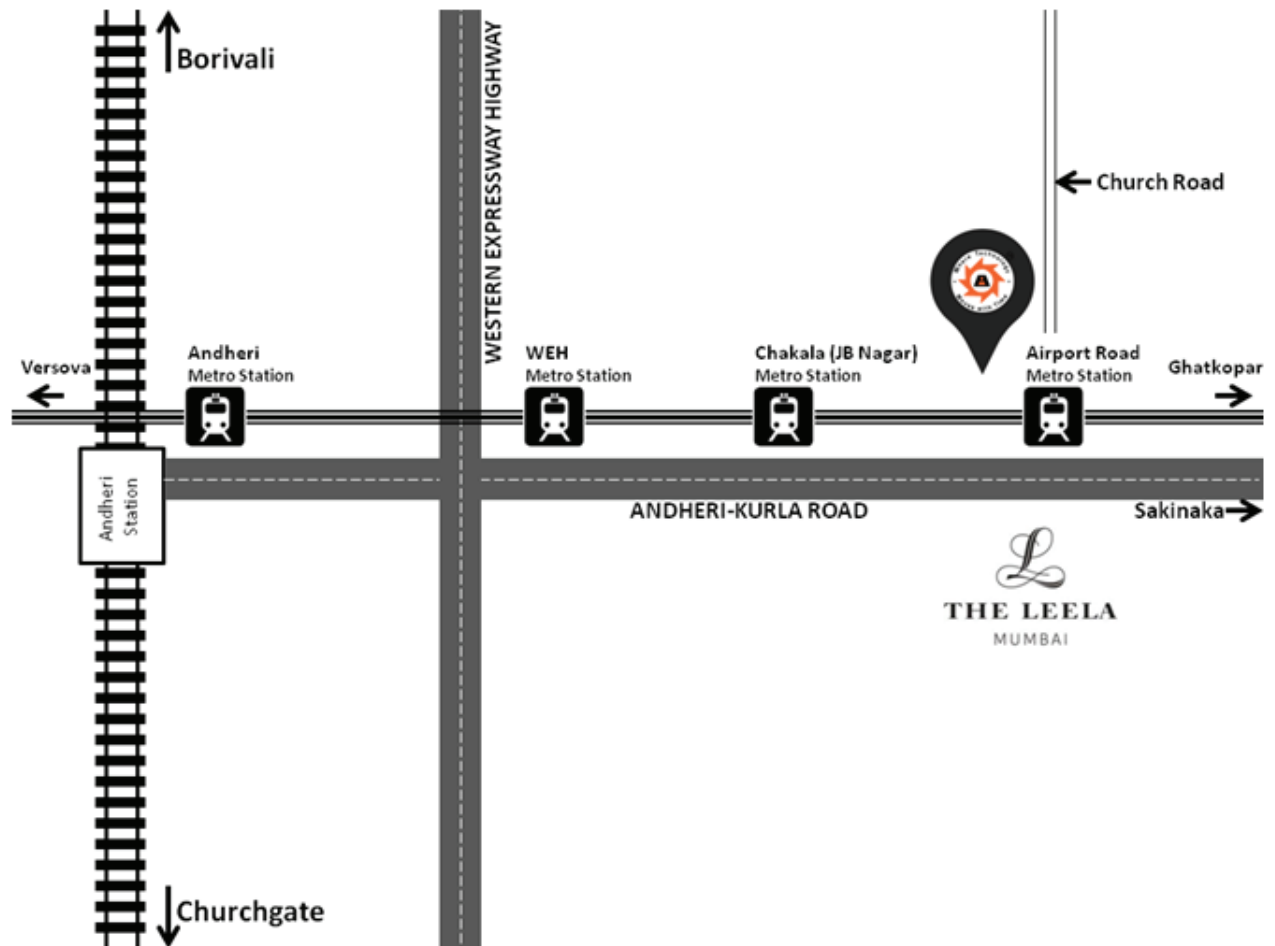 Borivali
WESTERN EXPRESSWAY HIGHWAY
Church Road
Versova
Andheri
Metro Station
WEH
Metro Station
Chakala (JB Nagar)
Metro Station
Airport Road
Metro Station
Ghatkopar
Andheri
Station
ANDHERI-KURLA ROAD
Sakinaka
L
THE LEELA
MUMBAI
Churchgate